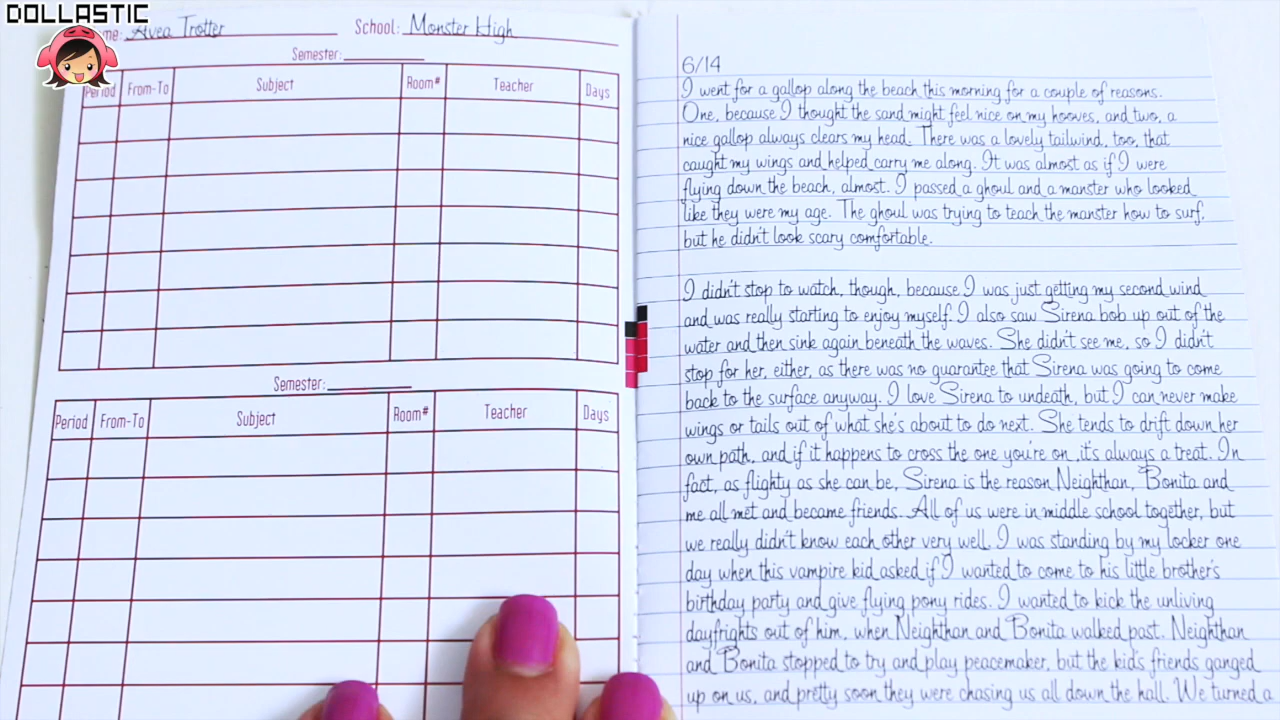 DOLLASTIC
me: Avea Trotter School: Monster High
Semester:
Period From-To Subject Room# Teacher Days
Semester:
Period From-To Subject Room# Teacher Days
6/14
I went for a gallop along the beach this morning for a couple of reasons.
One, because I thought the sand might feel nice on my hooves, and two, a
nice gallop always clears my head. There was a lovely tailwind, too, that
caught my wings and helped carry me along. It was almost as if I were
flying down the beach, almost. I passed a ghoul and a manster who looked
like they were my age. The ghoul was trying to teach the manster how to surf,
but he didn't look scary comfortable.
I didn't stop to watch, though, because I was just getting my second wind
and was really starting to enjoy myself. I also saw Sirena bob up out of the
water and then sink again beneath the waves. She didn't see me, so I didn't
stop for her, either, as there was no guarantee that Sirena was going to come
back to the surface anyway. I love Sirena to undeath, but I can never make
wings or tails out of what she's about to do next. She tends to drift down her
own path, and if it happens to cross the one you're on, it's always a treat. In
fact, as flighty as she can be, Sirena is the reason Neighthan, Bonita and
me all met and became friends. All of us were in middle school together, but
we really didn't know each other very well. I was standing by my locker one
day when this vampire kid asked if I wanted to come to his little brother's
birthday party and give flying pony rides. I wanted to kick the unliving
dayfrights out of him, when Neighthan and Bonita walked past. Neighthan
and Bonita stopped to try and play peacemaker, but the kid's friends ganged
up on us, and pretty soon they were chasing us all down the hall. We turned a